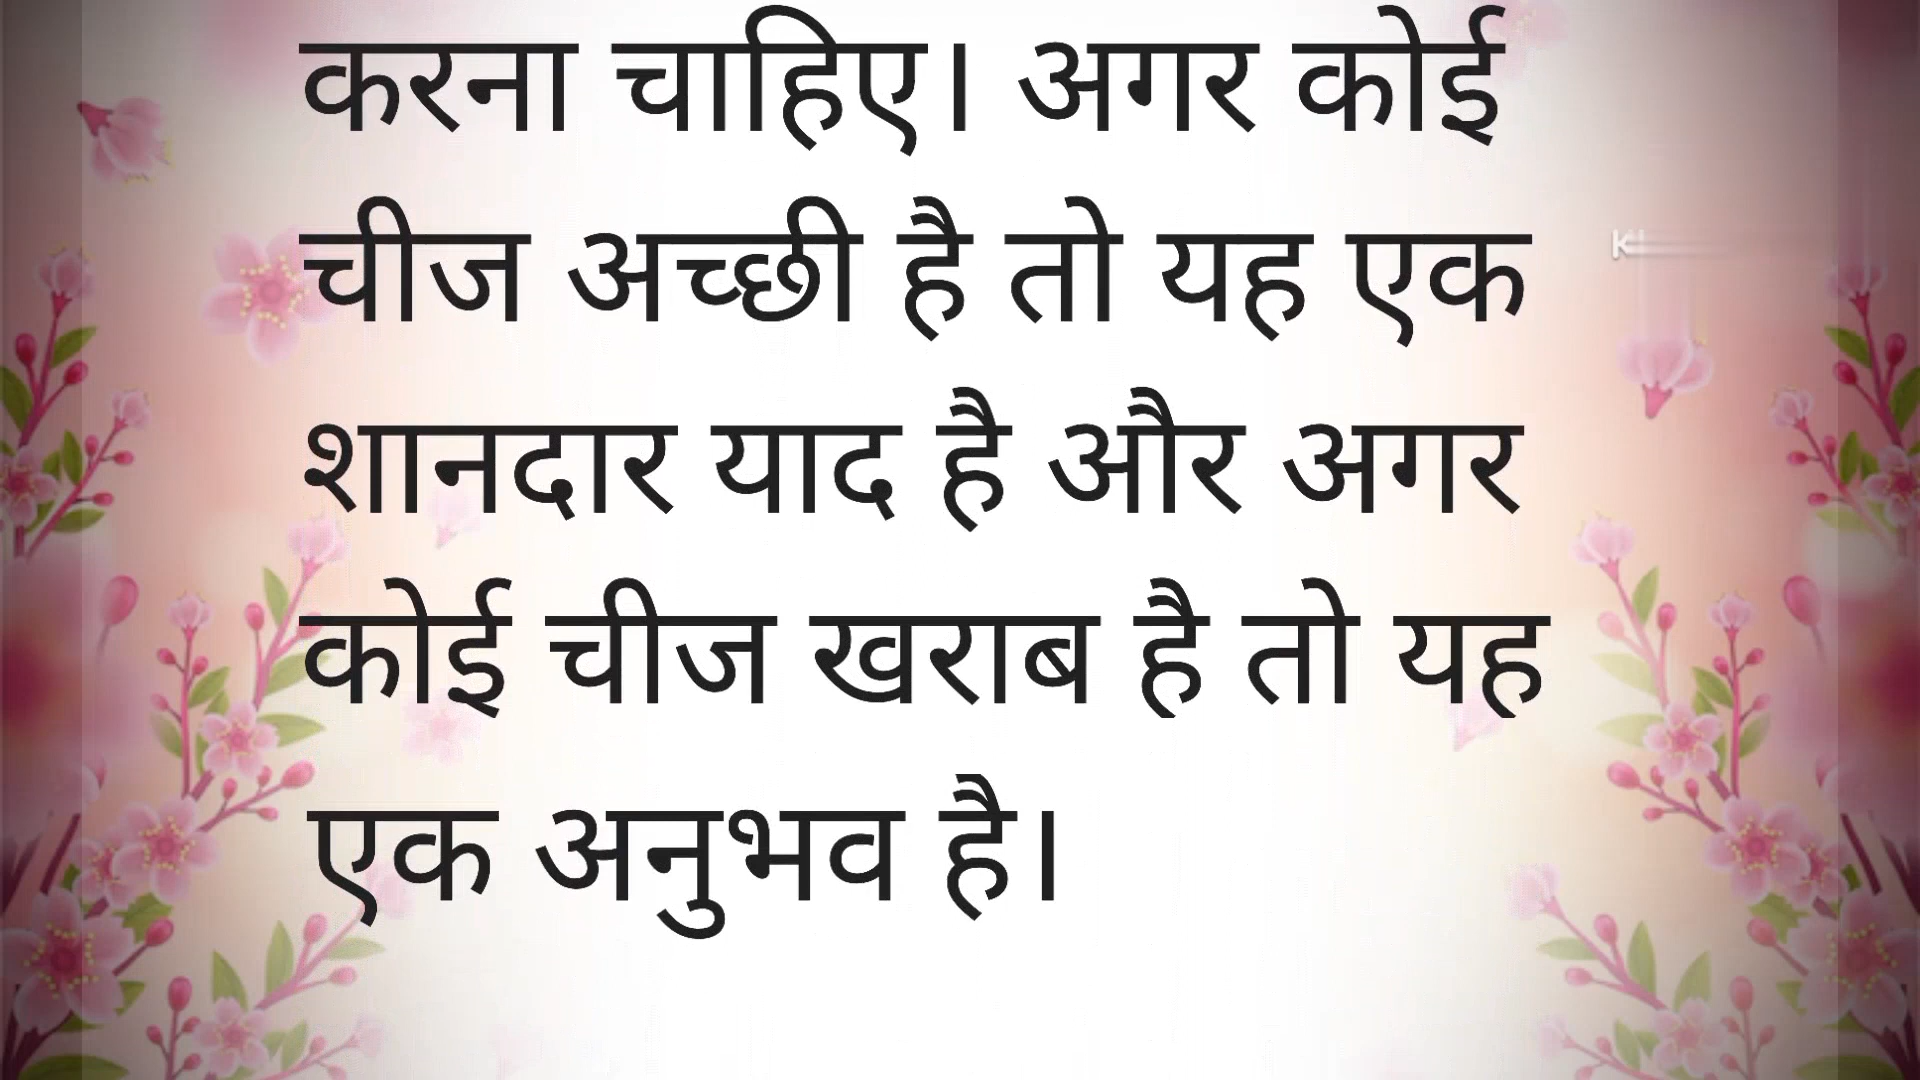 करना चाहिए। अगर कोई
चीज अच्छी है तो यह एक
शानदार याद है और अगर
कोई चीज खराब है तो यह
एक अनुभव है।